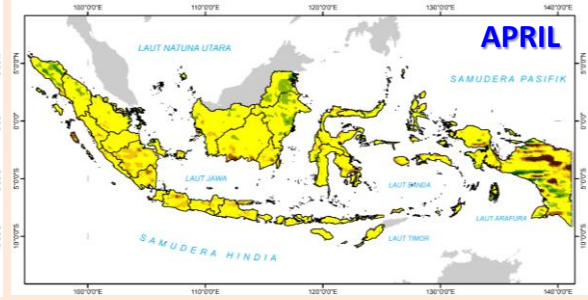 APRIL
LAUT NATUNA UTARA
SAMUDERA PASIFIK
LAUT JAWA
LAUT BANDA
LAUT ARAFURA
SAMUDERA HINDIA
LAUT TIMOR
100°0'0"E 110°0'0"E 120°0'0"E 130°0'0"E 140°0'0"E